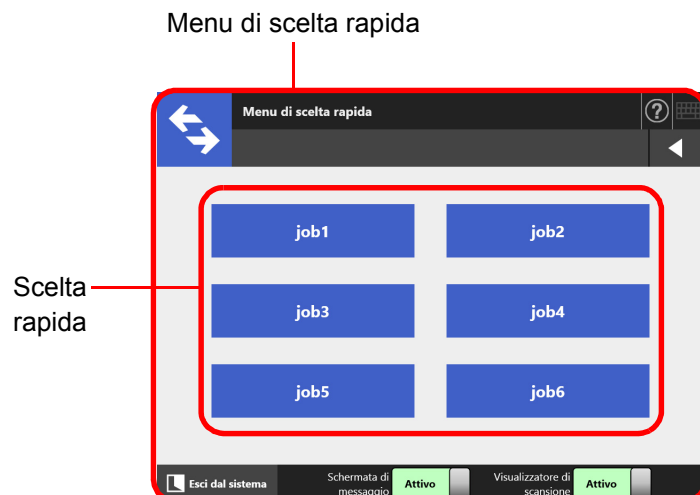 Menu di scelta rapida
Menu di scelta rapida
?
job1 job2
Scelta
rapida
job3 job4
job5 job6
Esci dal sistema
Schermata di
messaggio
Attivo
Visualizzatore di
scansione
Attivo